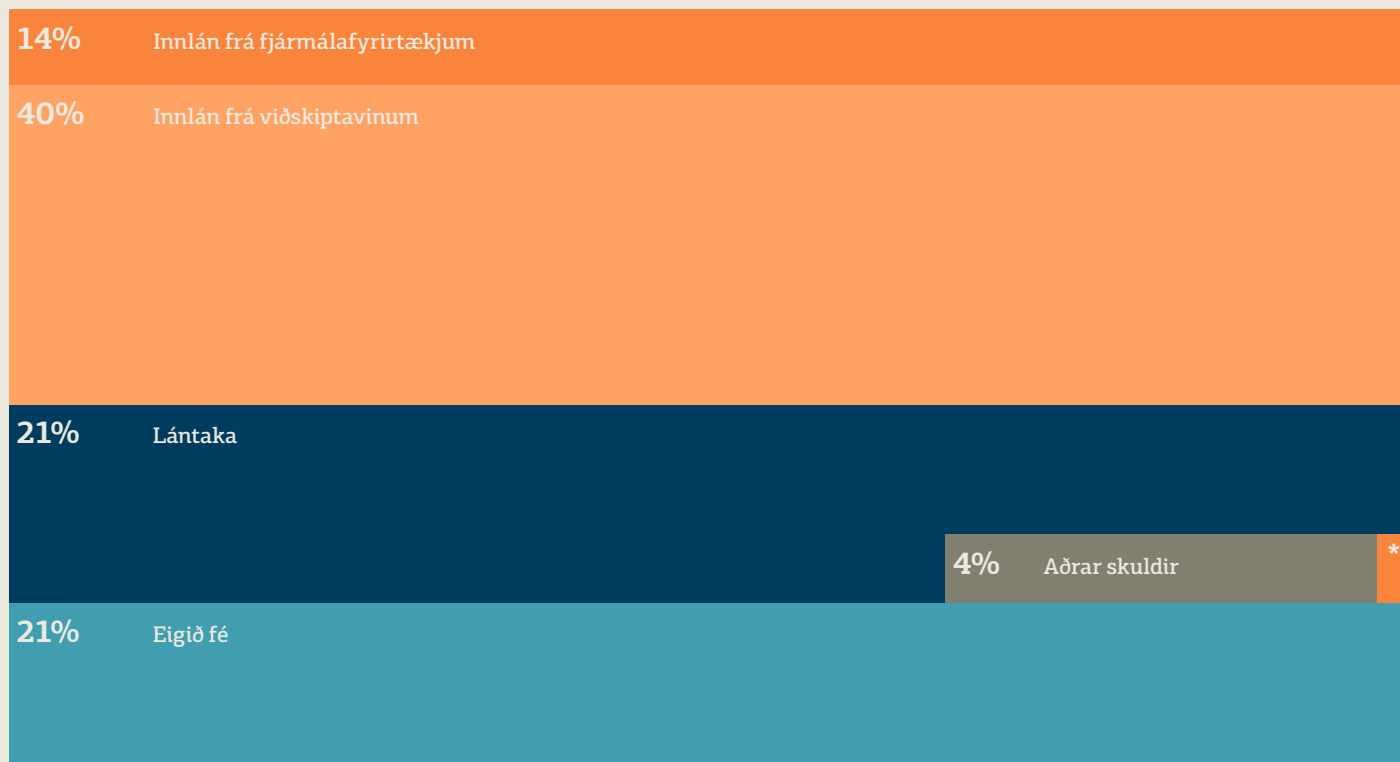 14% Innlán frá fjármálafyrirtækjum
40% Innlán frá viðskiptavinum
21% Lántaka
4% Aðrar skuldir *
21% Eigið fé